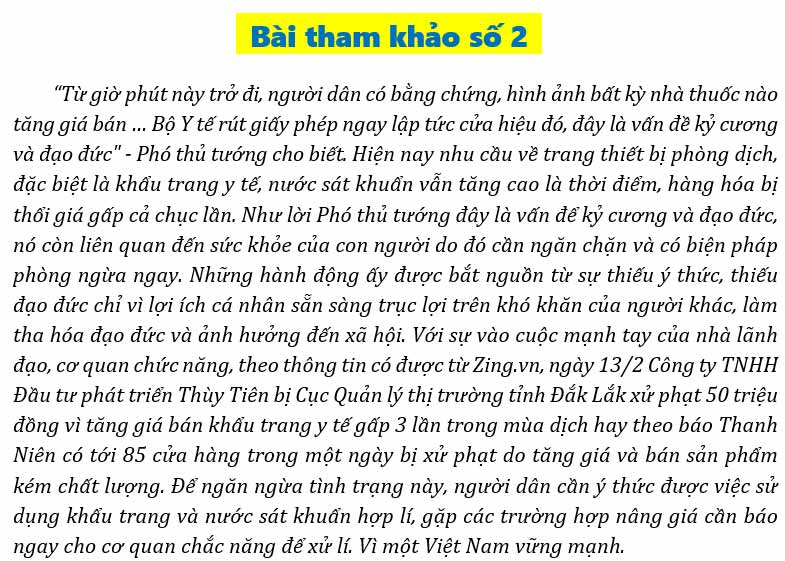 Bài tham khảo số 2
“Từ giờ phút này trở đi, người dân có bằng chứng, hình ảnh bất kỳ nhà thuốc nào
tăng giá bán ... Bộ Y tế rút giấy phép ngay lập tức cửa hiệu đó, đây là vấn đề kỷ cương
và đạo đức" - Phó thủ tướng cho biết. Hiện nay nhu cầu về trang thiết bị phòng dịch,
đặc biệt là khẩu trang y tế, nước sát khuẩn vẫn tăng cao là thời điểm, hàng hóa bị
thổi giá gấp cả chục lần. Như lời Phó thủ tướng đây là vấn để kỷ cương và đạo đức,
nó còn liên quan đến sức khỏe của con người do đó cần ngăn chặn và có biện pháp
phòng ngừa ngay. Những hành động ấy được bắt nguồn từ sự thiếu ý thức, thiếu
đạo đức chỉ vì lợi ích cá nhân sẵn sàng trục lợi trên khó khăn của người khác, làm
tha hóa đạo đức và ảnh hưởng đến xã hội. Với sự vào cuộc mạnh tay của nhà lãnh
đạo, cơ quan chức năng, theo thông tin có được từ Zing.vn, ngày 13/2 Công ty TNHH
Đầu tư phát triển Thùy Tiên bị Cục Quản lý thị trường tỉnh Đắk Lắk xử phạt 50 triệu
đồng vì tăng giá bán khẩu trang y tế gấp 3 lần trong mùa dịch hay theo báo Thanh
Niên có tới 85 cửa hàng trong một ngày bị xử phạt do tăng giá và bán sản phẩm
kém chất lượng. Để ngăn ngừa tình trạng này, người dân cần ý thức được việc sử
dụng khẩu trang và nước sát khuẩn hợp lí, gặp các trường hợp nâng giá cần báo
ngay cho cơ quan chắc năng để xử lí. Vì một Việt Nam vững mạnh.